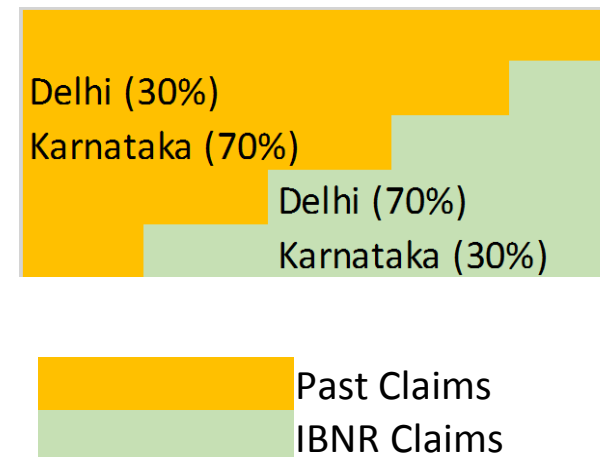 Delhi (30%)
Karnataka (70%)
Delhi (70%)
Karnataka (30%)
Past Claims
IBNR Claims